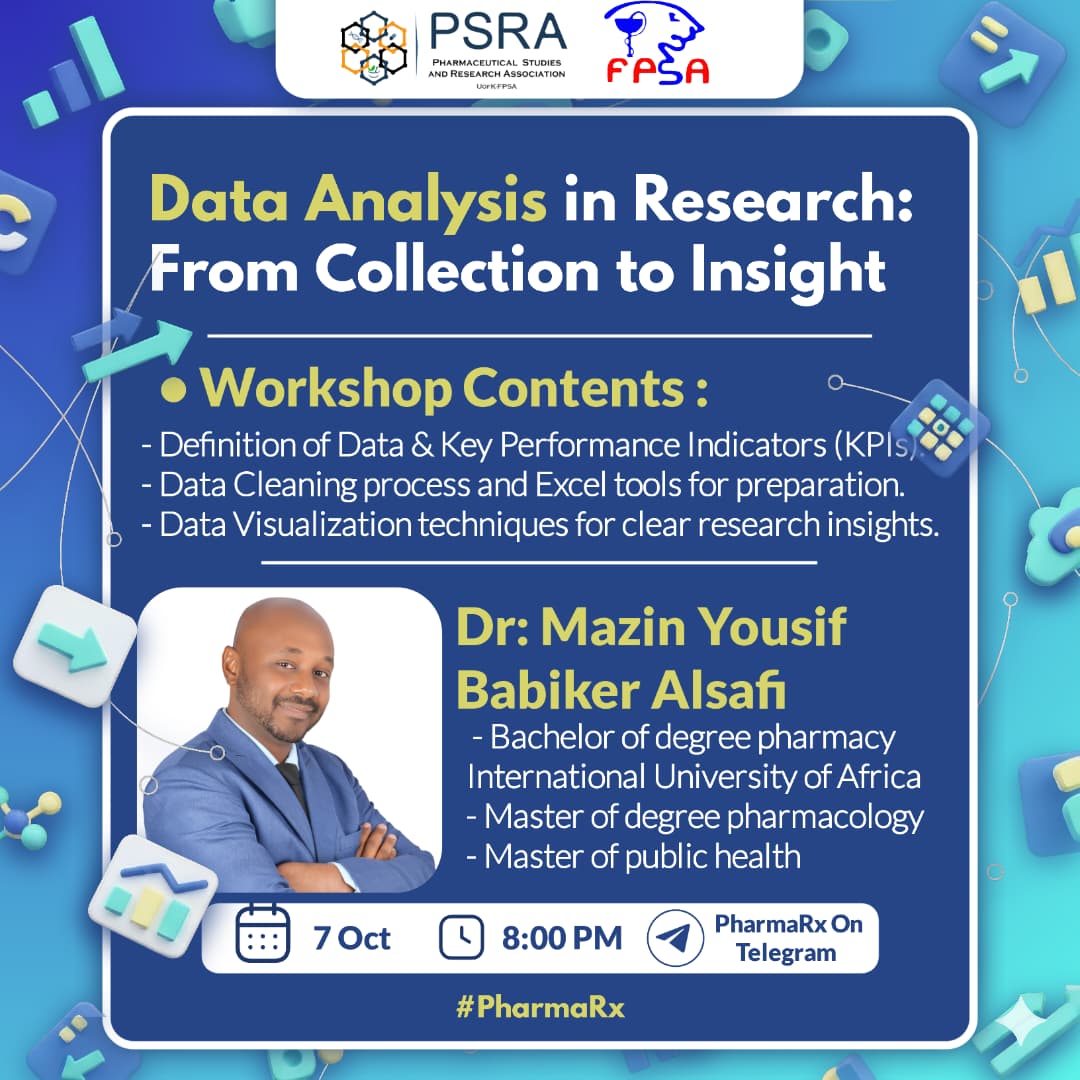 PSRA
PHARMACEUTICAL STUDIES
AND RESEARCH ASSOCIATION
UOFK-FPSA
FPSA
Data Analysis in Research:
From Collection to Insight
• Workshop Contents :
- Definition of Data & Key Performance Indicators (KPIs).
- Data Cleaning process and Excel tools for preparation.
- Data Visualization techniques for clear research insights.
Dr: Mazin Yousif
Babiker Alsafi
- Bachelor of degree pharmacy
International University of Africa
- Master of degree pharmacology
- Master of public health
7 Oct
8:00 PM
PharmaRx On
Telegram
#PharmaRx